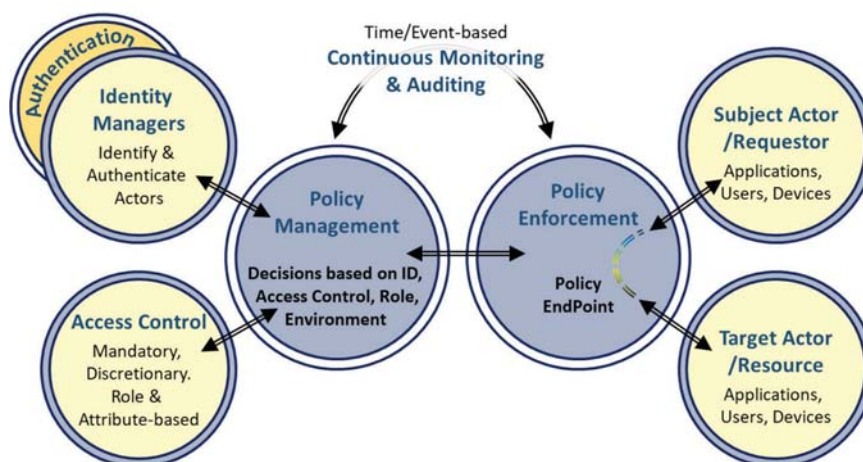 Time/Event-based
Continuous Monitoring
& Auditing
Authentication
Identity
Managers
Identify &
Authenticate
Actors
Policy
Management
Decisions based on ID,
Access Control, Role,
Environment
Access Control
Mandatory,
Discretionary.
Role &
Attribute-based
Policy
Enforcement
Policy
EndPoint
Subject Actor
/Requestor
Applications,
Users, Devices
Target Actor
/Resource
Applications,
Users, Devices